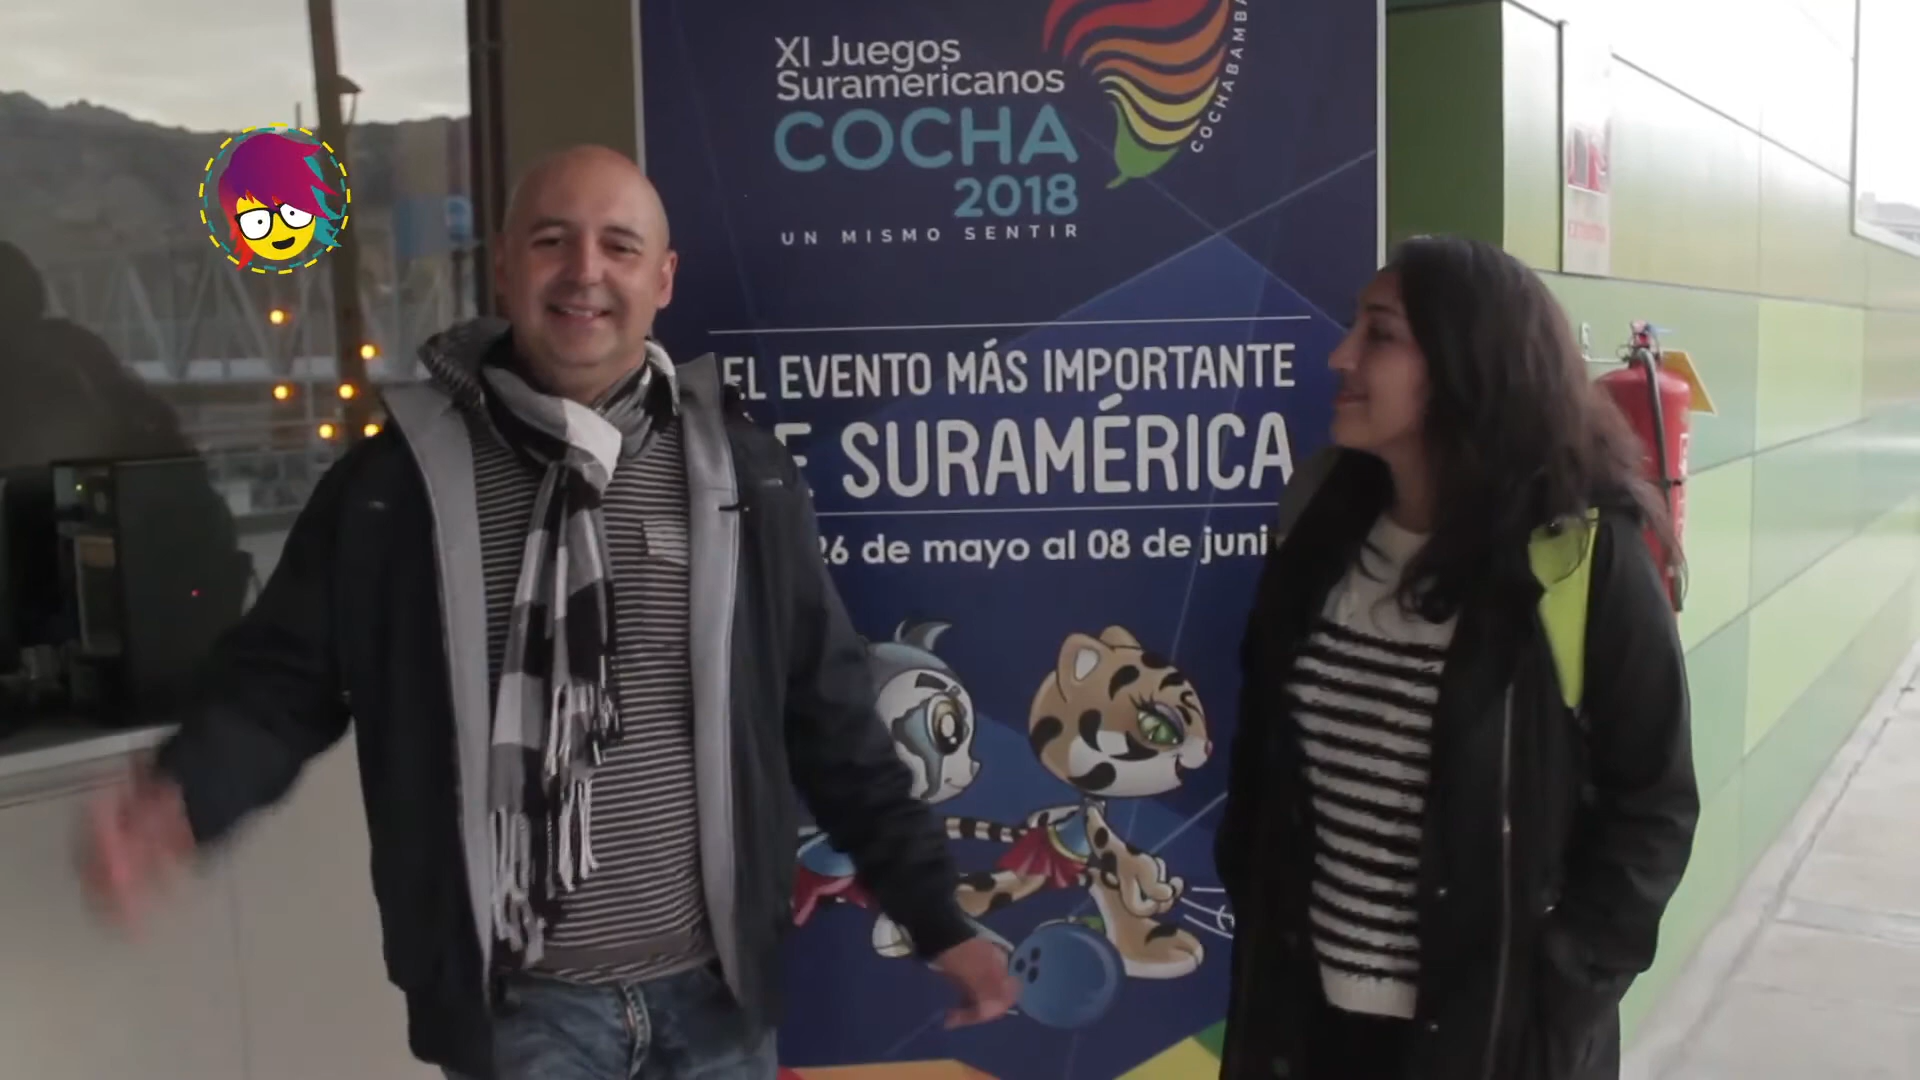 XI Juegos
Suramericanos
COCHA
2018
UN MISMO SENTIR
COCHABAMBA
EL EVENTO MÁS IMPORTANTE
E SURAMÉRICA
26 de mayo al 08 de juni